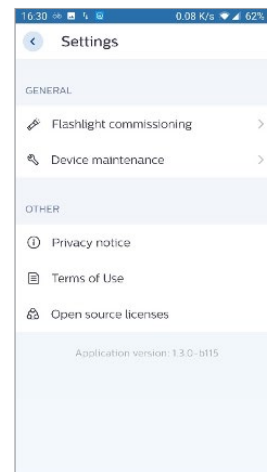 16:30 0.08 K/s 62%
Settings
GENERAL
Flashlight commissioning
Device maintenance
OTHER
Privacy notice
Terms of Use
Open source licenses
Application version: 1.3.0-b115